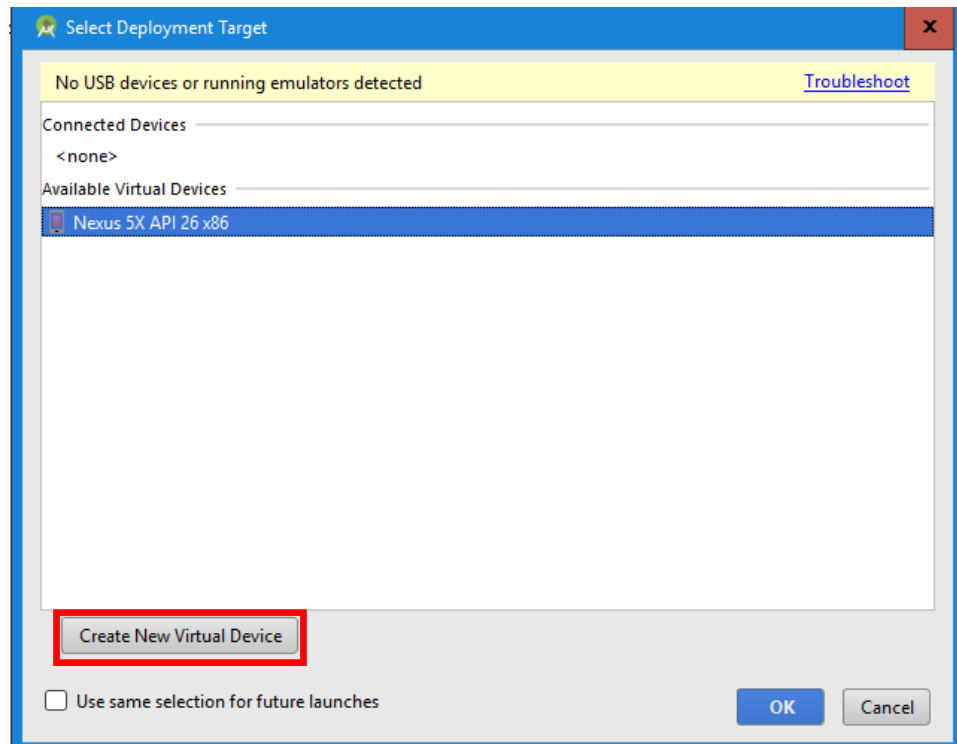 Select Deployment Target
x
No USB devices or running emulators detected Troubleshoot
Connected Devices
<none>
Available Virtual Devices
Nexus 5X API 26 x86
Create New Virtual Device
Use same selection for future launches
OK Cancel